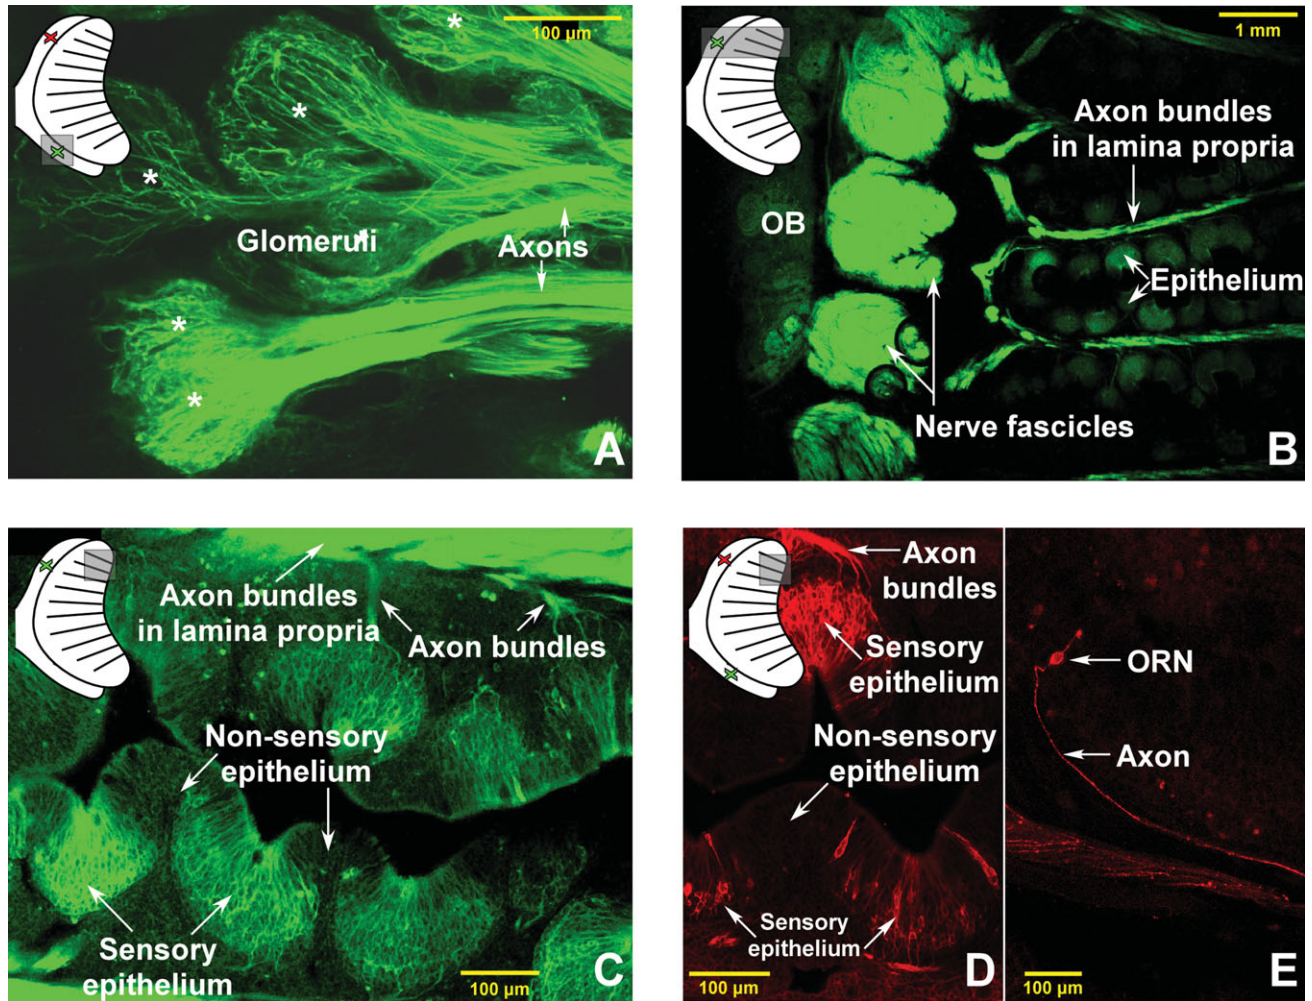 100 µm
Glomeruli
Axons
A
1 mm
Axon bundles
in lamina propria
OB
Epithelium
Nerve fascicles
B
Axon bundles
in lamina propria
Axon bundles
Non-sensory
epithelium
Sensory
epithelium
100 µm
C
Axon
bundles
Sensory
epithelium
Non-sensory
epithelium
Sensory
epithelium
100 µm
D
ORN
Axon
100 µm
E